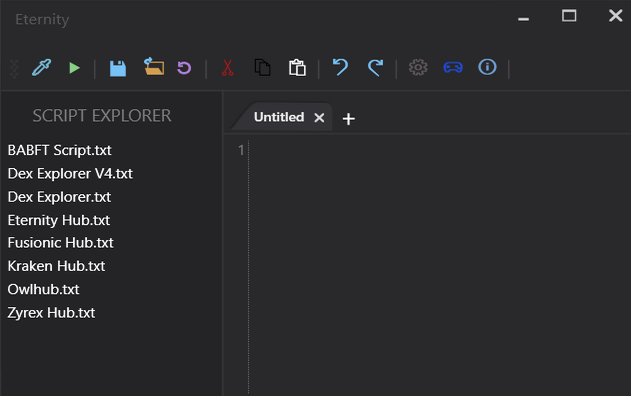 Eternity
SCRIPT EXPLORER
BABFT Script.txt
Dex Explorer V4.txt
Dex Explorer.txt
Eternity Hub.txt
Fusionic Hub.txt
Kraken Hub.txt
Owlhub.txt
Zyrex Hub.txt
Untitled
1